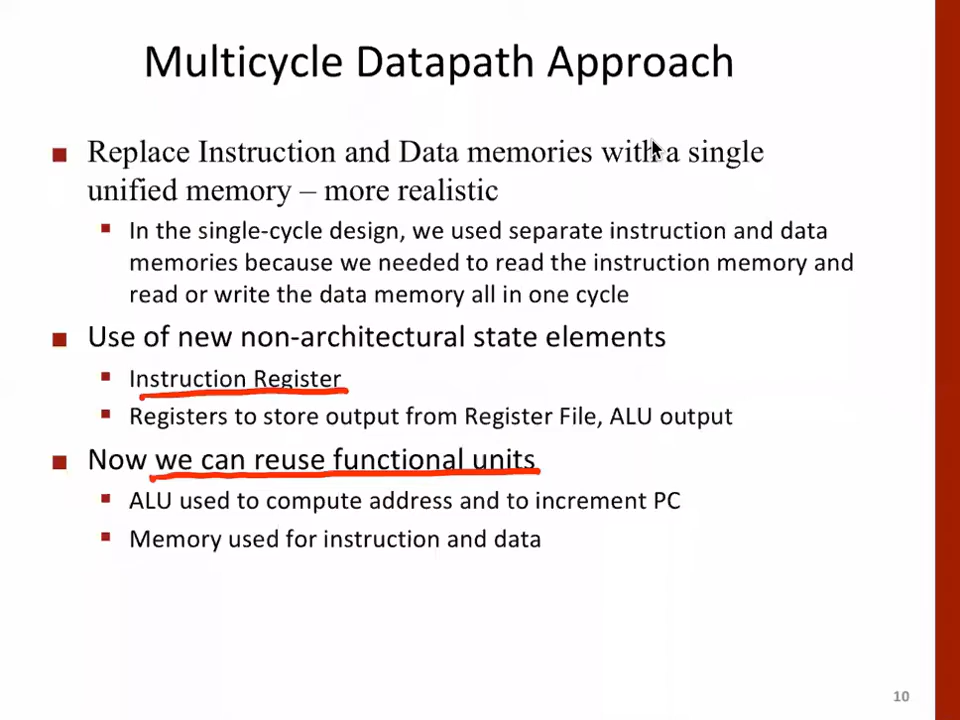 Multicycle Datapath Approach
Replace Instruction and Data memories with a single
unified memory – more realistic
In the single-cycle design, we used separate instruction and data
memories because we needed to read the instruction memory and
read or write the data memory all in one cycle
Use of new non-architectural state elements
Instruction Register
Registers to store output from Register File, ALU output
Now we can reuse functional units
ALU used to compute address and to increment PC
Memory used for instruction and data
10